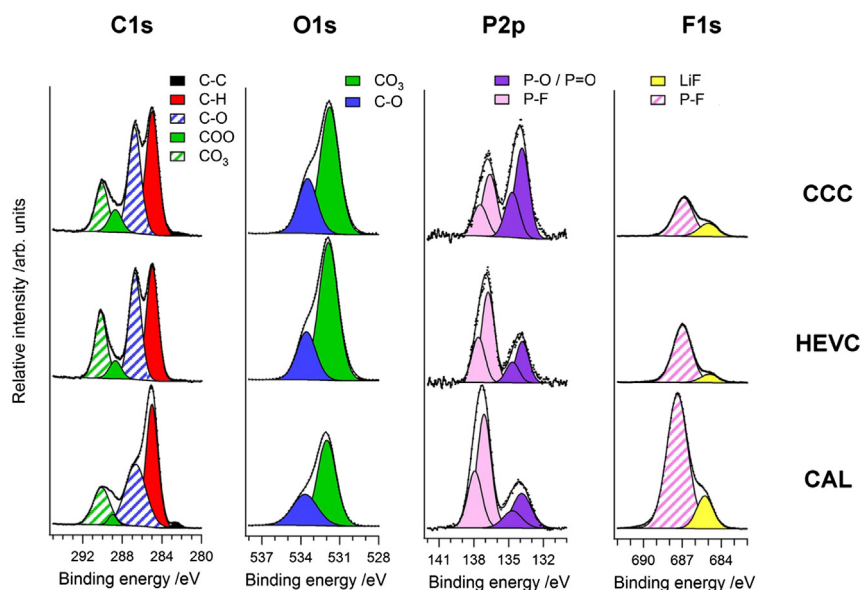 C1s
O1s
P2p
F1s
C-C
C-H
C-O
COO
CO3
CO3
C-O
P-O / P=O
P-F
LiF
P-F
Relative intensity /arb. units
CCC
HEVC
CAL
292 288 284 280
537 534 531 528
141 138 135 132
690 687 684
Binding energy /eV
Binding energy /eV
Binding energy /eV
Binding energy /eV